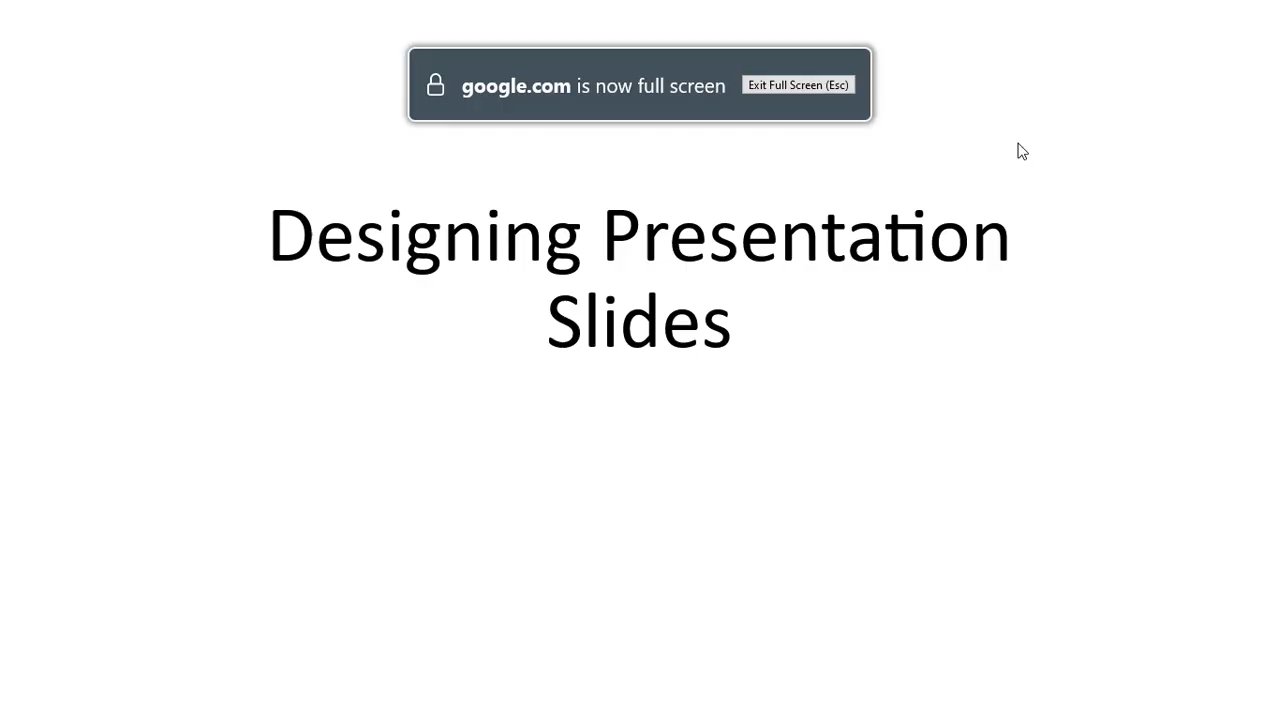 google.com is now full screen Exit Full Screen (Esc)
Designing Presentation
Slides